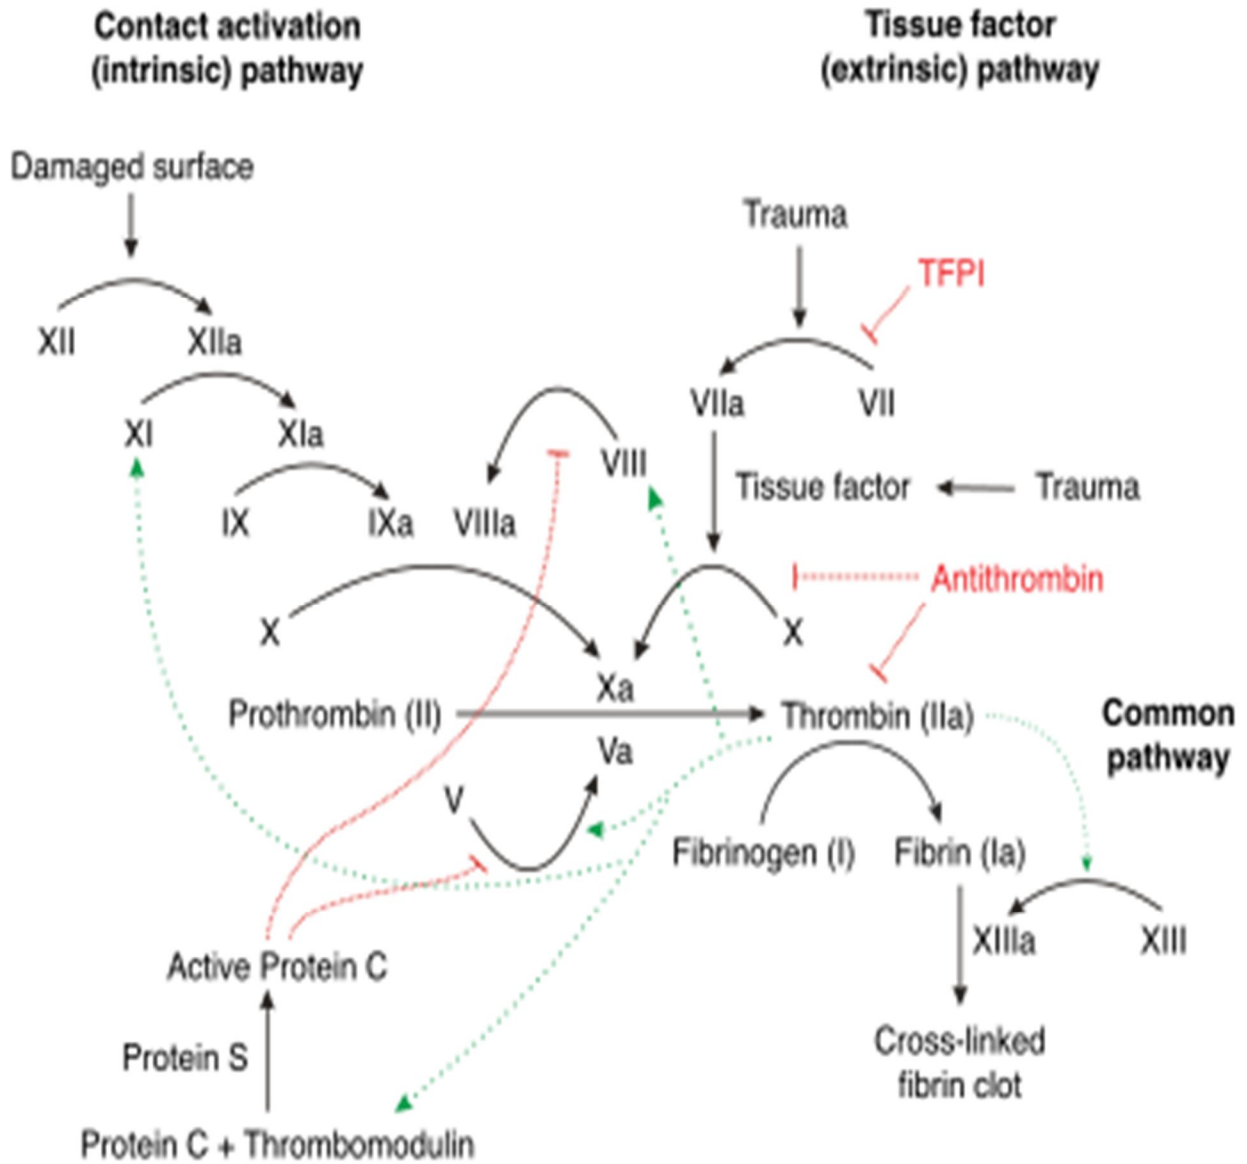 Contact activation
(intrinsic) pathway
Tissue factor
(extrinsic) pathway
Damaged surface
Trauma
TFPI
XII
XIIa
VIIa
VII
XI
XIa
VIII
Tissue factor
Trauma
IX
IXa
VIIIa
Antithrombin
X
X
Xa
Prothrombin (II)
Thrombin (IIa)
Common
pathway
Va
V
Fibrinogen (I)
Fibrin (Ia)
XIIIa
XIII
Active Protein C
Protein S
Cross-linked
fibrin clot
Protein C + Thrombomodulin